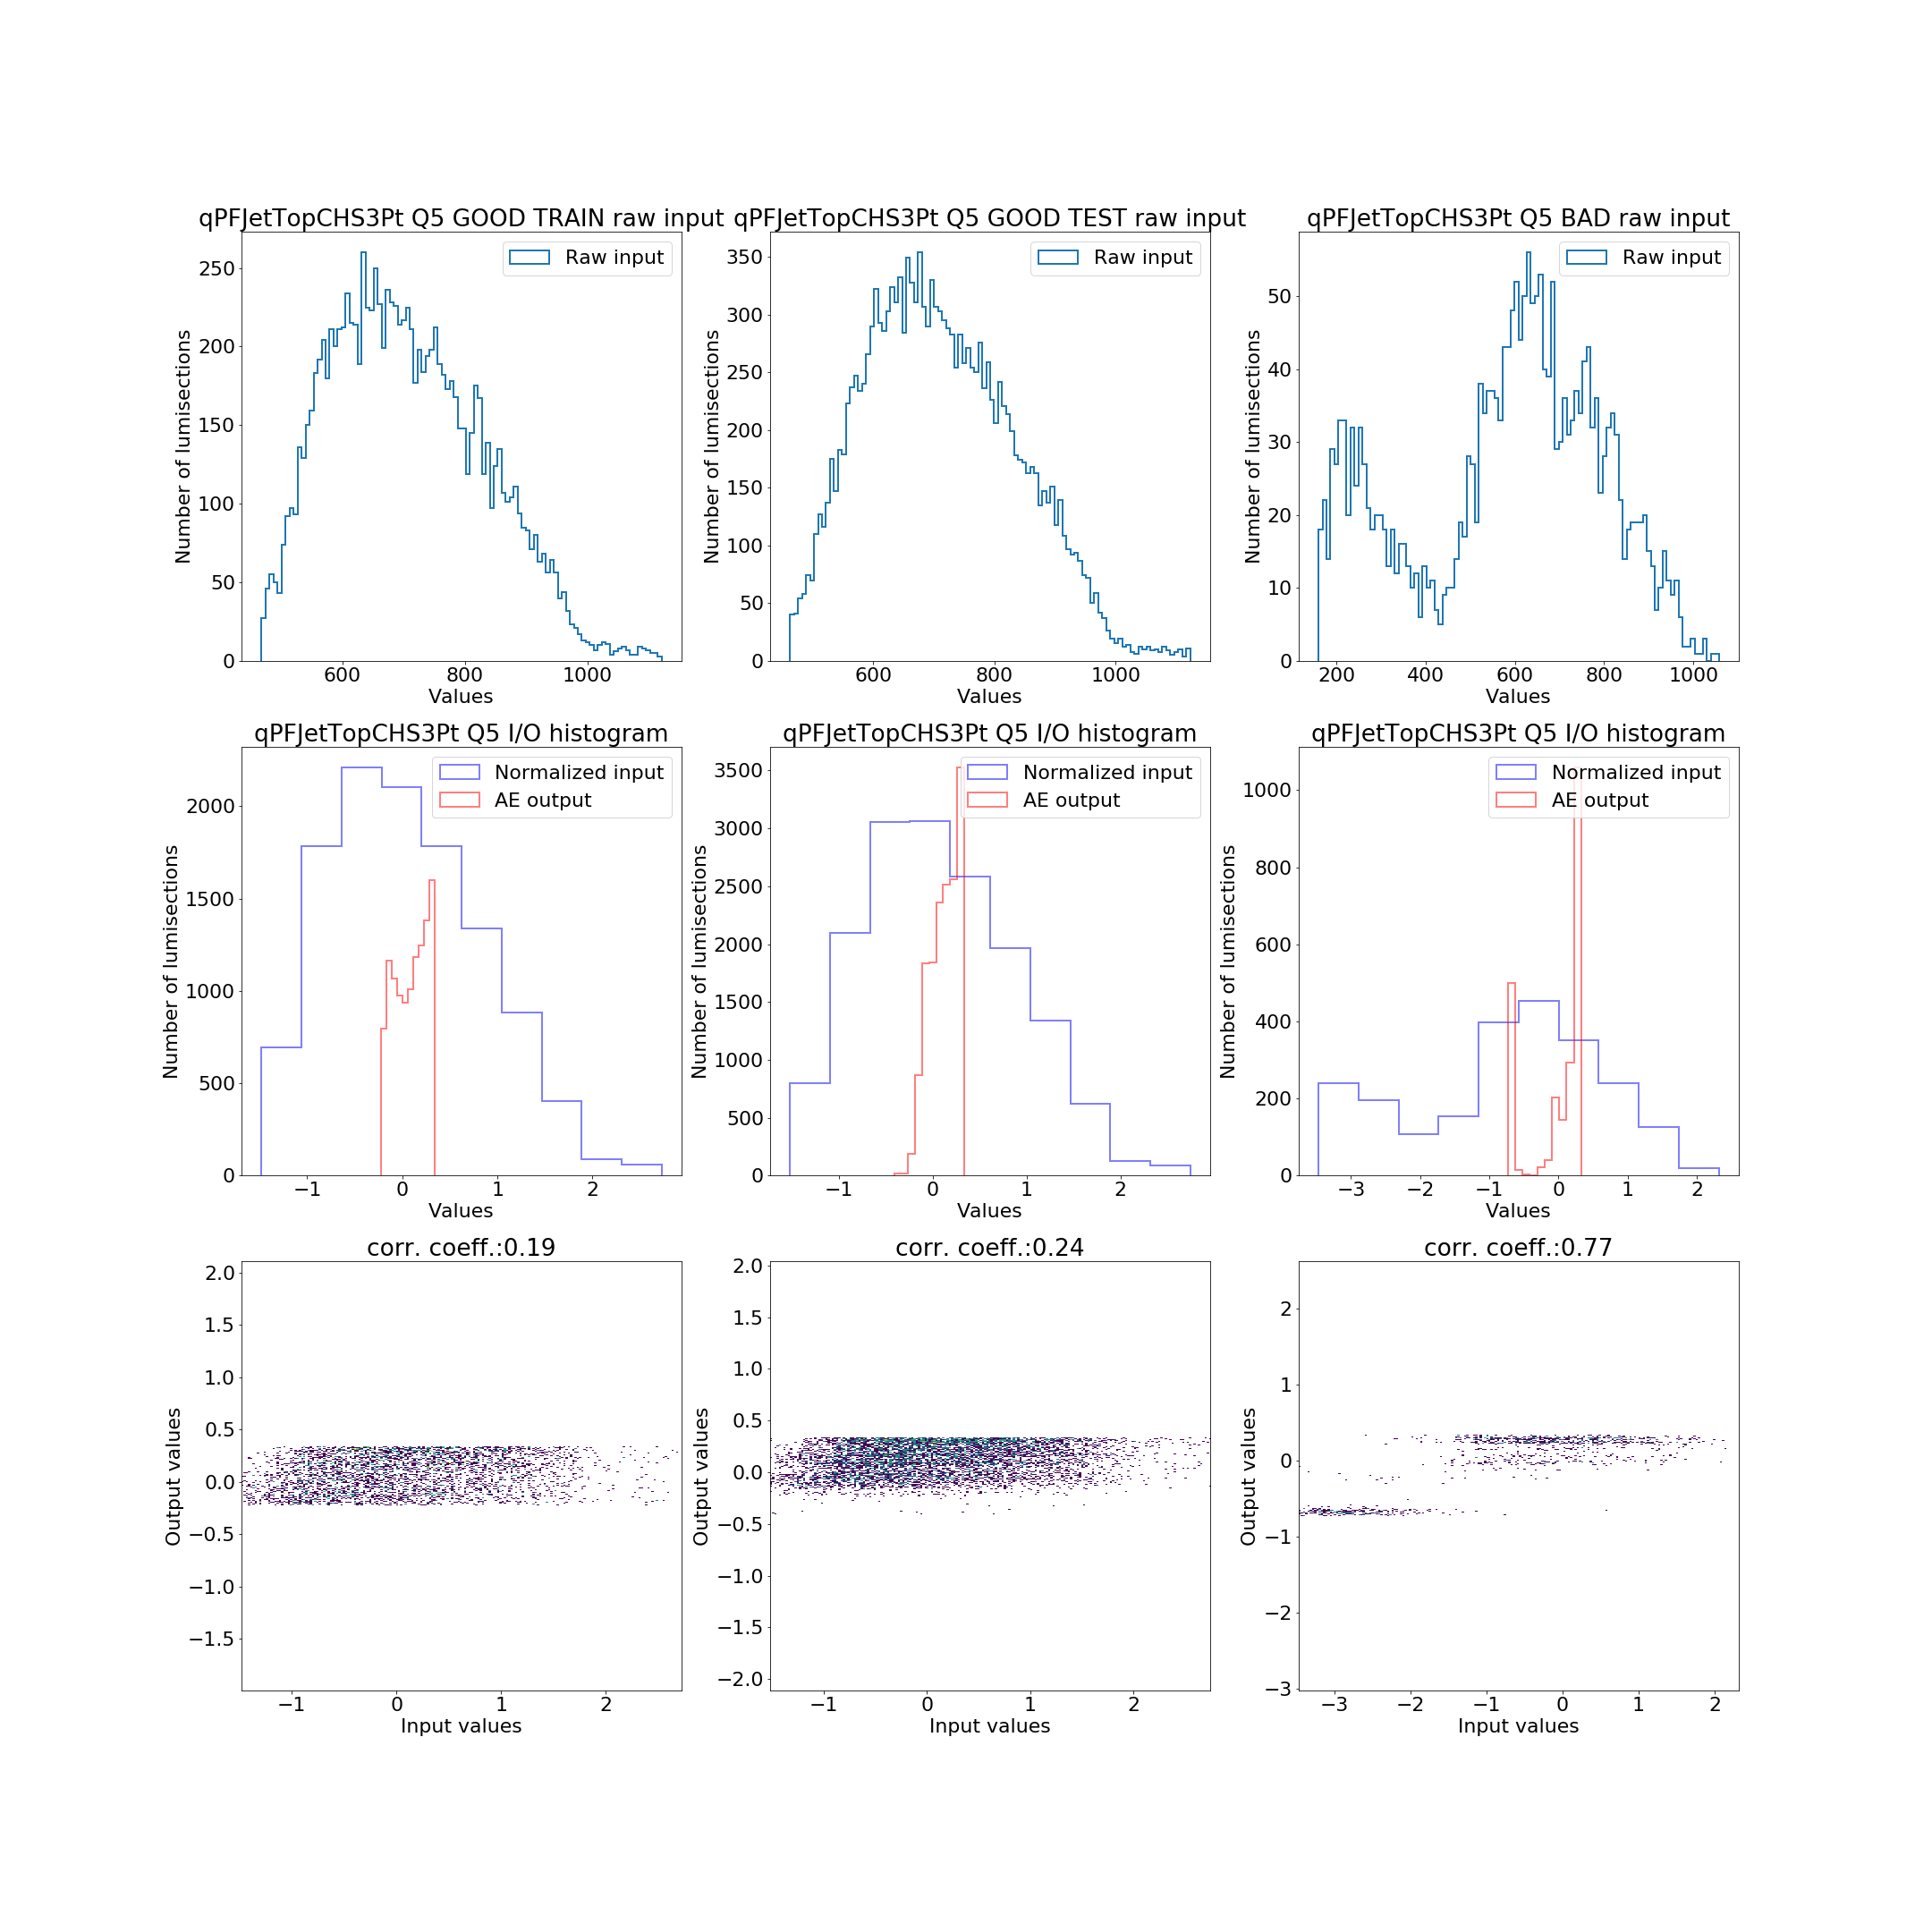 qPFJetTopCHS3Pt Q5 GOOD TRAIN raw input
Raw input
250
200
150
100
50
0
600 800 1000
Number of lumisections
Values
qPFJetTopCHS3Pt Q5 GOOD TEST raw input
Raw input
350
300
250
200
150
100
50
0
600 800 1000
Number of lumisections
Values
qPFJetTopCHS3Pt Q5 BAD raw input
Raw input
50
40
30
20
10
0
200 400 600 800 1000
Number of lumisections
Values
qPFJetTopCHS3Pt Q5 I/O histogram
Normalized input
AE output
2000
1500
1000
500
0
−1 0 1 2
Number of lumisections
Values
qPFJetTopCHS3Pt Q5 I/O histogram
Normalized input
AE output
3500
3000
2500
2000
1500
1000
500
0
−1 0 1 2
Number of lumisections
Values
qPFJetTopCHS3Pt Q5 I/O histogram
Normalized input
AE output
1000
800
600
400
200
0
−3 −2 −1 0 1 2
Number of lumisections
Values
corr. coeff.:0.19
2.0
1.5
1.0
0.5
0.0
−0.5
−1.0
−1.5
−1 0 1 2
Output values
Input values
corr. coeff.:0.24
2.0
1.5
1.0
0.5
0.0
−0.5
−1.0
−1.5
−2.0
−1 0 1 2
Output values
Input values
corr. coeff.:0.77
2
1
0
−1
−2
−3
−3 −2 −1 0 1 2
Output values
Input values